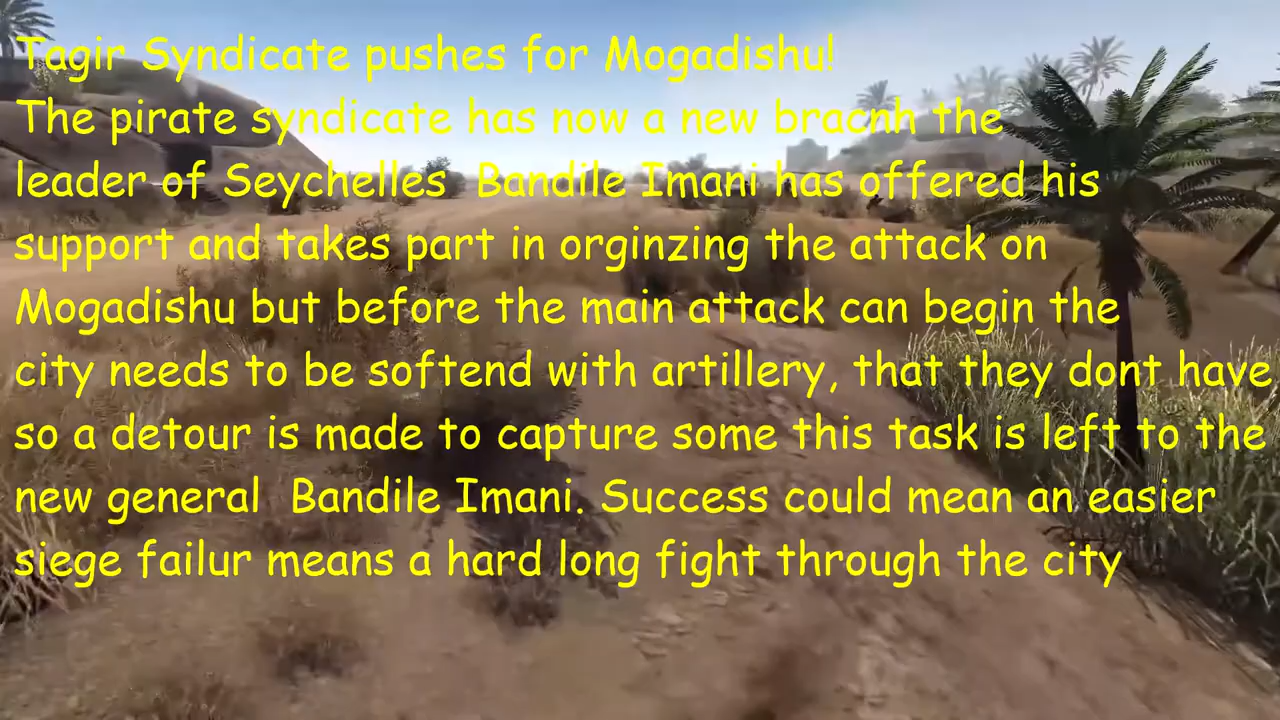 Tagir Syndicate pushes for Mogadishu!
The pirate syndicate has now a new bracnh the
leader of Seychelles  Bandile Imani has offered his
support and takes part in orginzing the attack on
Mogadishu but before the main attack can begin the
city needs to be softend with artillery, that they dont have
so a detour is made to capture some this task is left to the
new general  Bandile Imani. Success could mean an easier
siege failur means a hard long fight through the city